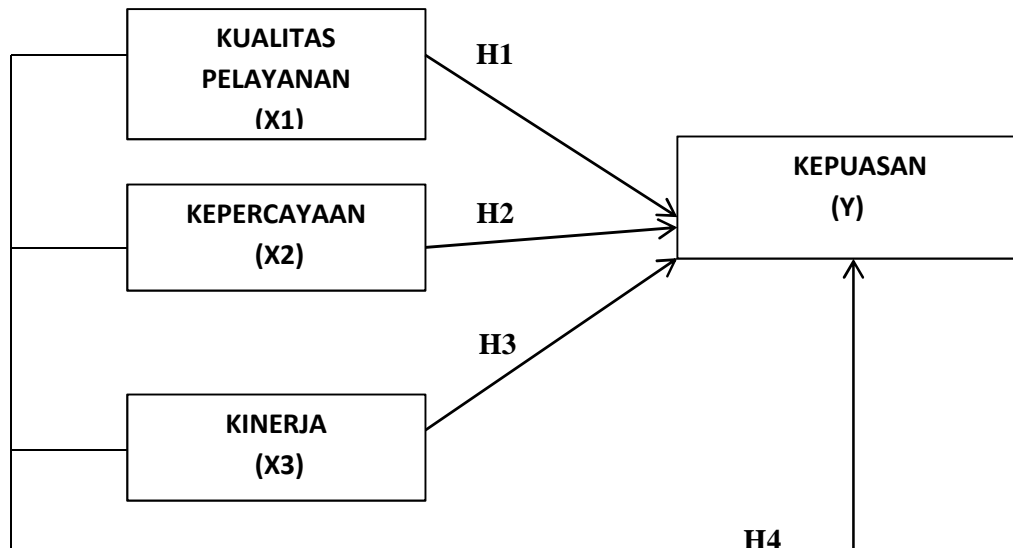 KUALITAS
PELAYANAN
(X1)
H1
KEPUASAN
(Y)
KEPERCAYAAN
(X2)
H2
H3
KINERJA
(X3)
H4